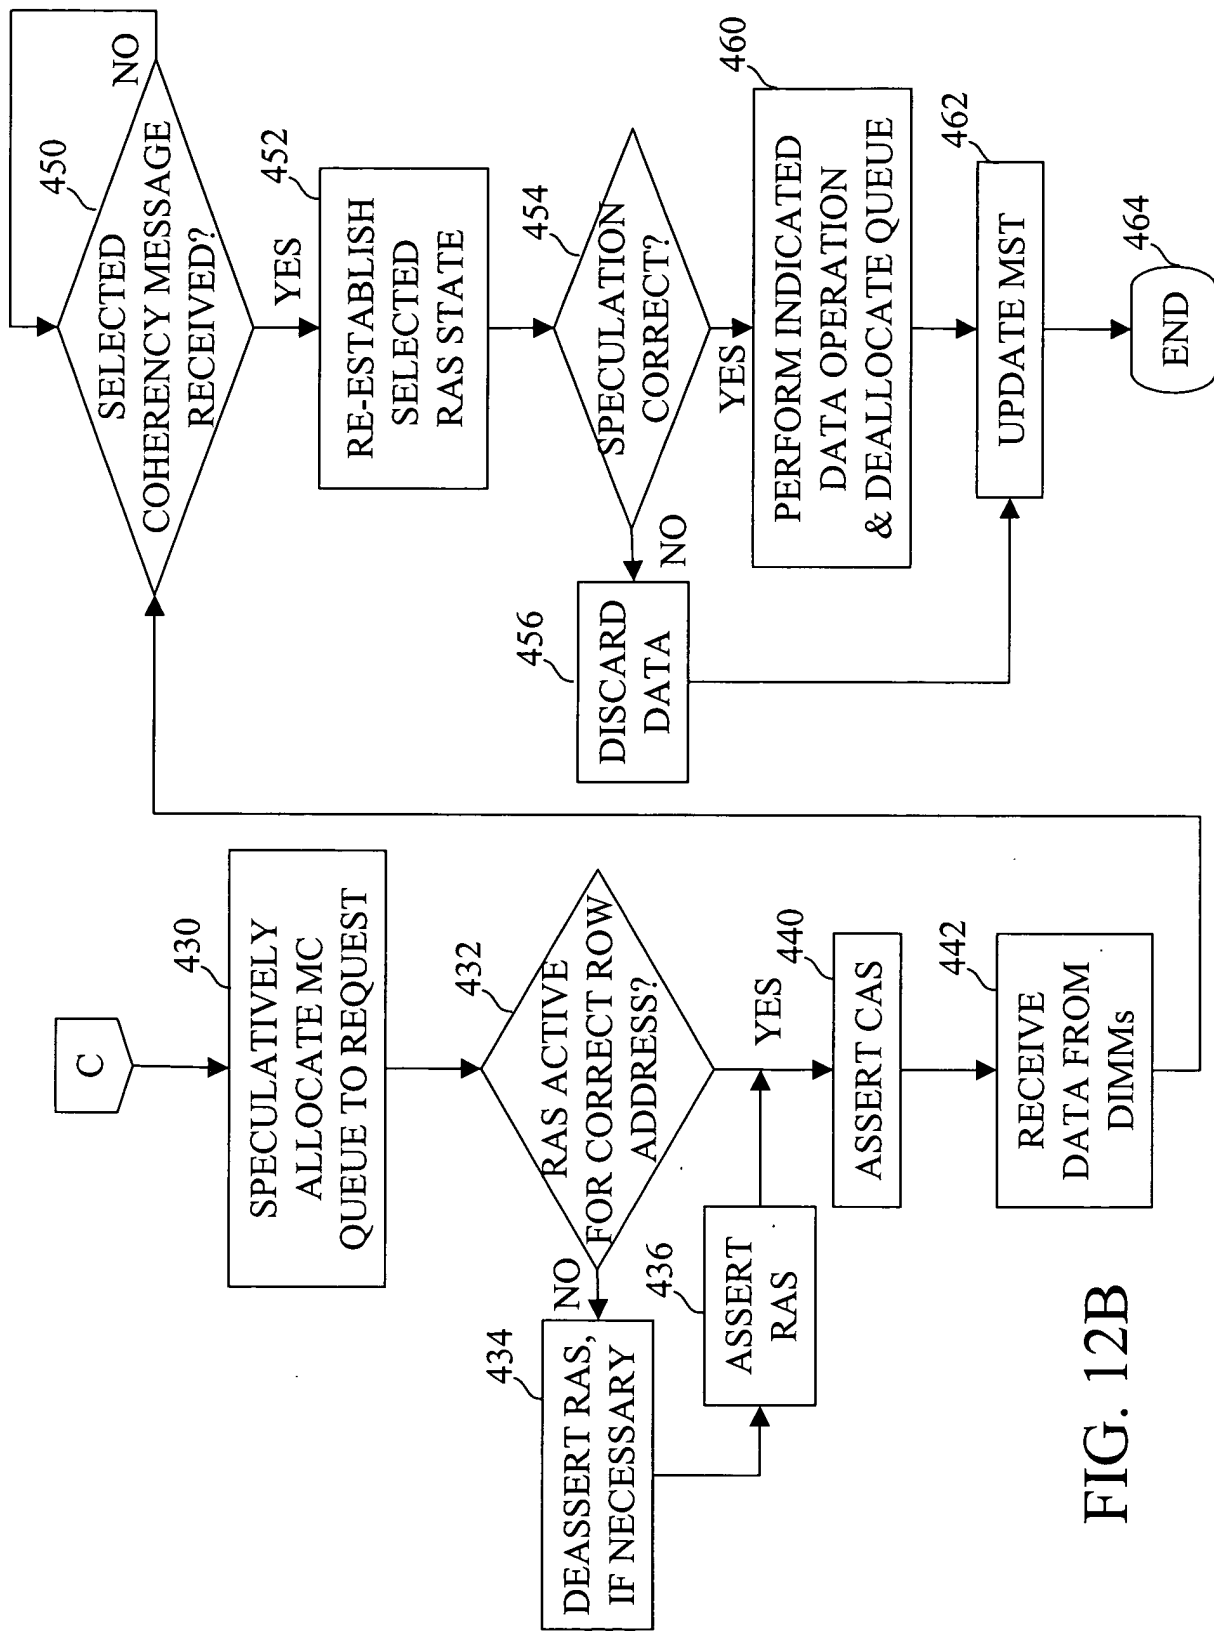 C
430
SPECULATIVELY
ALLOCATE MC
QUEUE TO REQUEST
432
RAS ACTIVE
FOR CORRECT ROW
ADDRESS?
NO
YES
434
DEASSERT RAS,
IF NECESSARY
436
ASSERT
RAS
440
ASSERT CAS
442
RECEIVE
DATA FROM
DIMMs
450
SELECTED
COHERENCY MESSAGE
RECEIVED?
NO
YES
452
RE-ESTABLISH
SELECTED
RAS STATE
454
SPECULATION
CORRECT?
NO
YES
456
DISCARD
DATA
460
PERFORM INDICATED
DATA OPERATION
& DEALLOCATE QUEUE
462
UPDATE MST
464
END
FIG. 12B